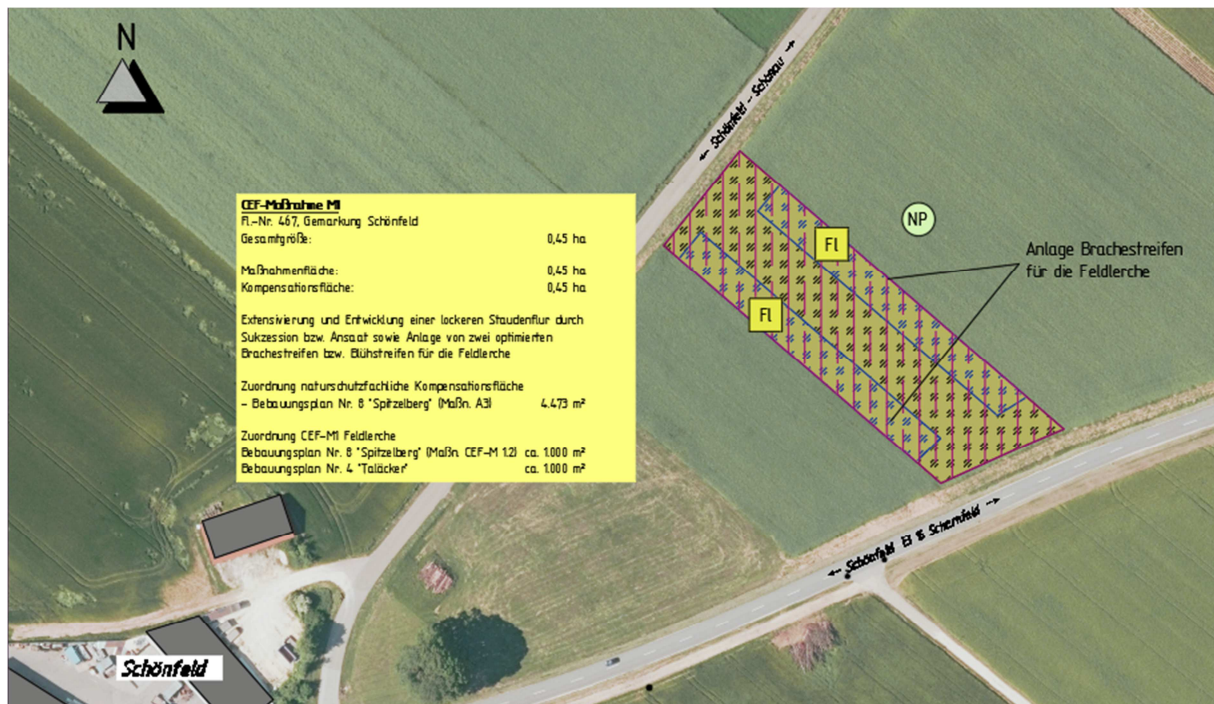 N
← Schönfeld - Schönau →
CEF-Maßnahme M1
Fl.-Nr. 467, Gemarkung Schönfeld
Gesamtgröße: 0,45 ha
Maßnahmenfläche: 0,45 ha
Kompensationsfläche: 0,45 ha
Extensivierung und Entwicklung einer lockeren Staudenflur durch
Sukzession bzw. Ansaat sowie Anlage von zwei optimierten
Brachestreifen bzw. Blühstreifen für die Feldlerche
Zuordnung naturschutzfachliche Kompensationsfläche
- Bebauungsplan Nr. 8 "Spitzelberg" (Maßn. A3) 4.473 m²
Zuordnung CEF-M1 Feldlerche
Bebauungsplan Nr. 8 "Spitzelberg" (Maßn. CEF-M 1.2) ca. 1.000 m²
Bebauungsplan Nr. 4 "Taläcker" ca. 1.000 m²
NP
Fl
Fl
Anlage Brachestreifen
für die Feldlerche
← Schönfeld EI 16 Schernfeld →
Schönfeld